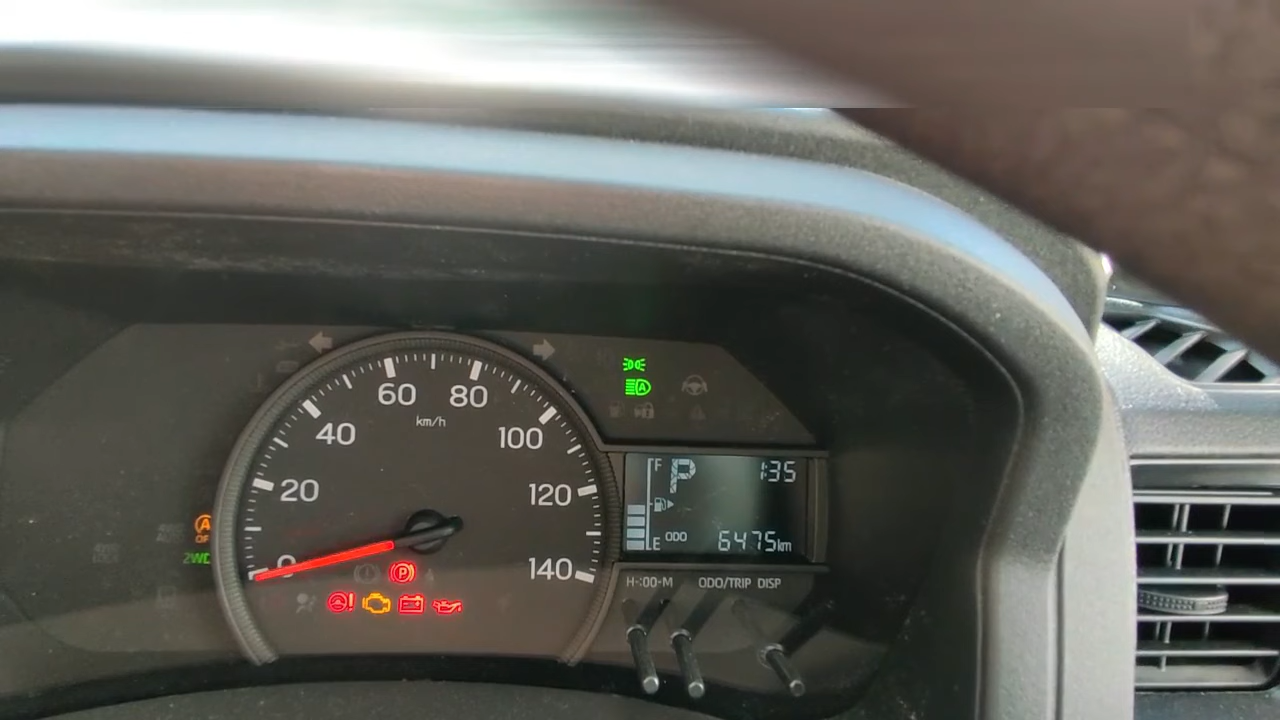 60 80
km/h
40 100
20 120
0 140
A
OFF
2WD
P
A
F P 1:35
E ODO 6475km
H-:00-M ODO/TRIP DISP